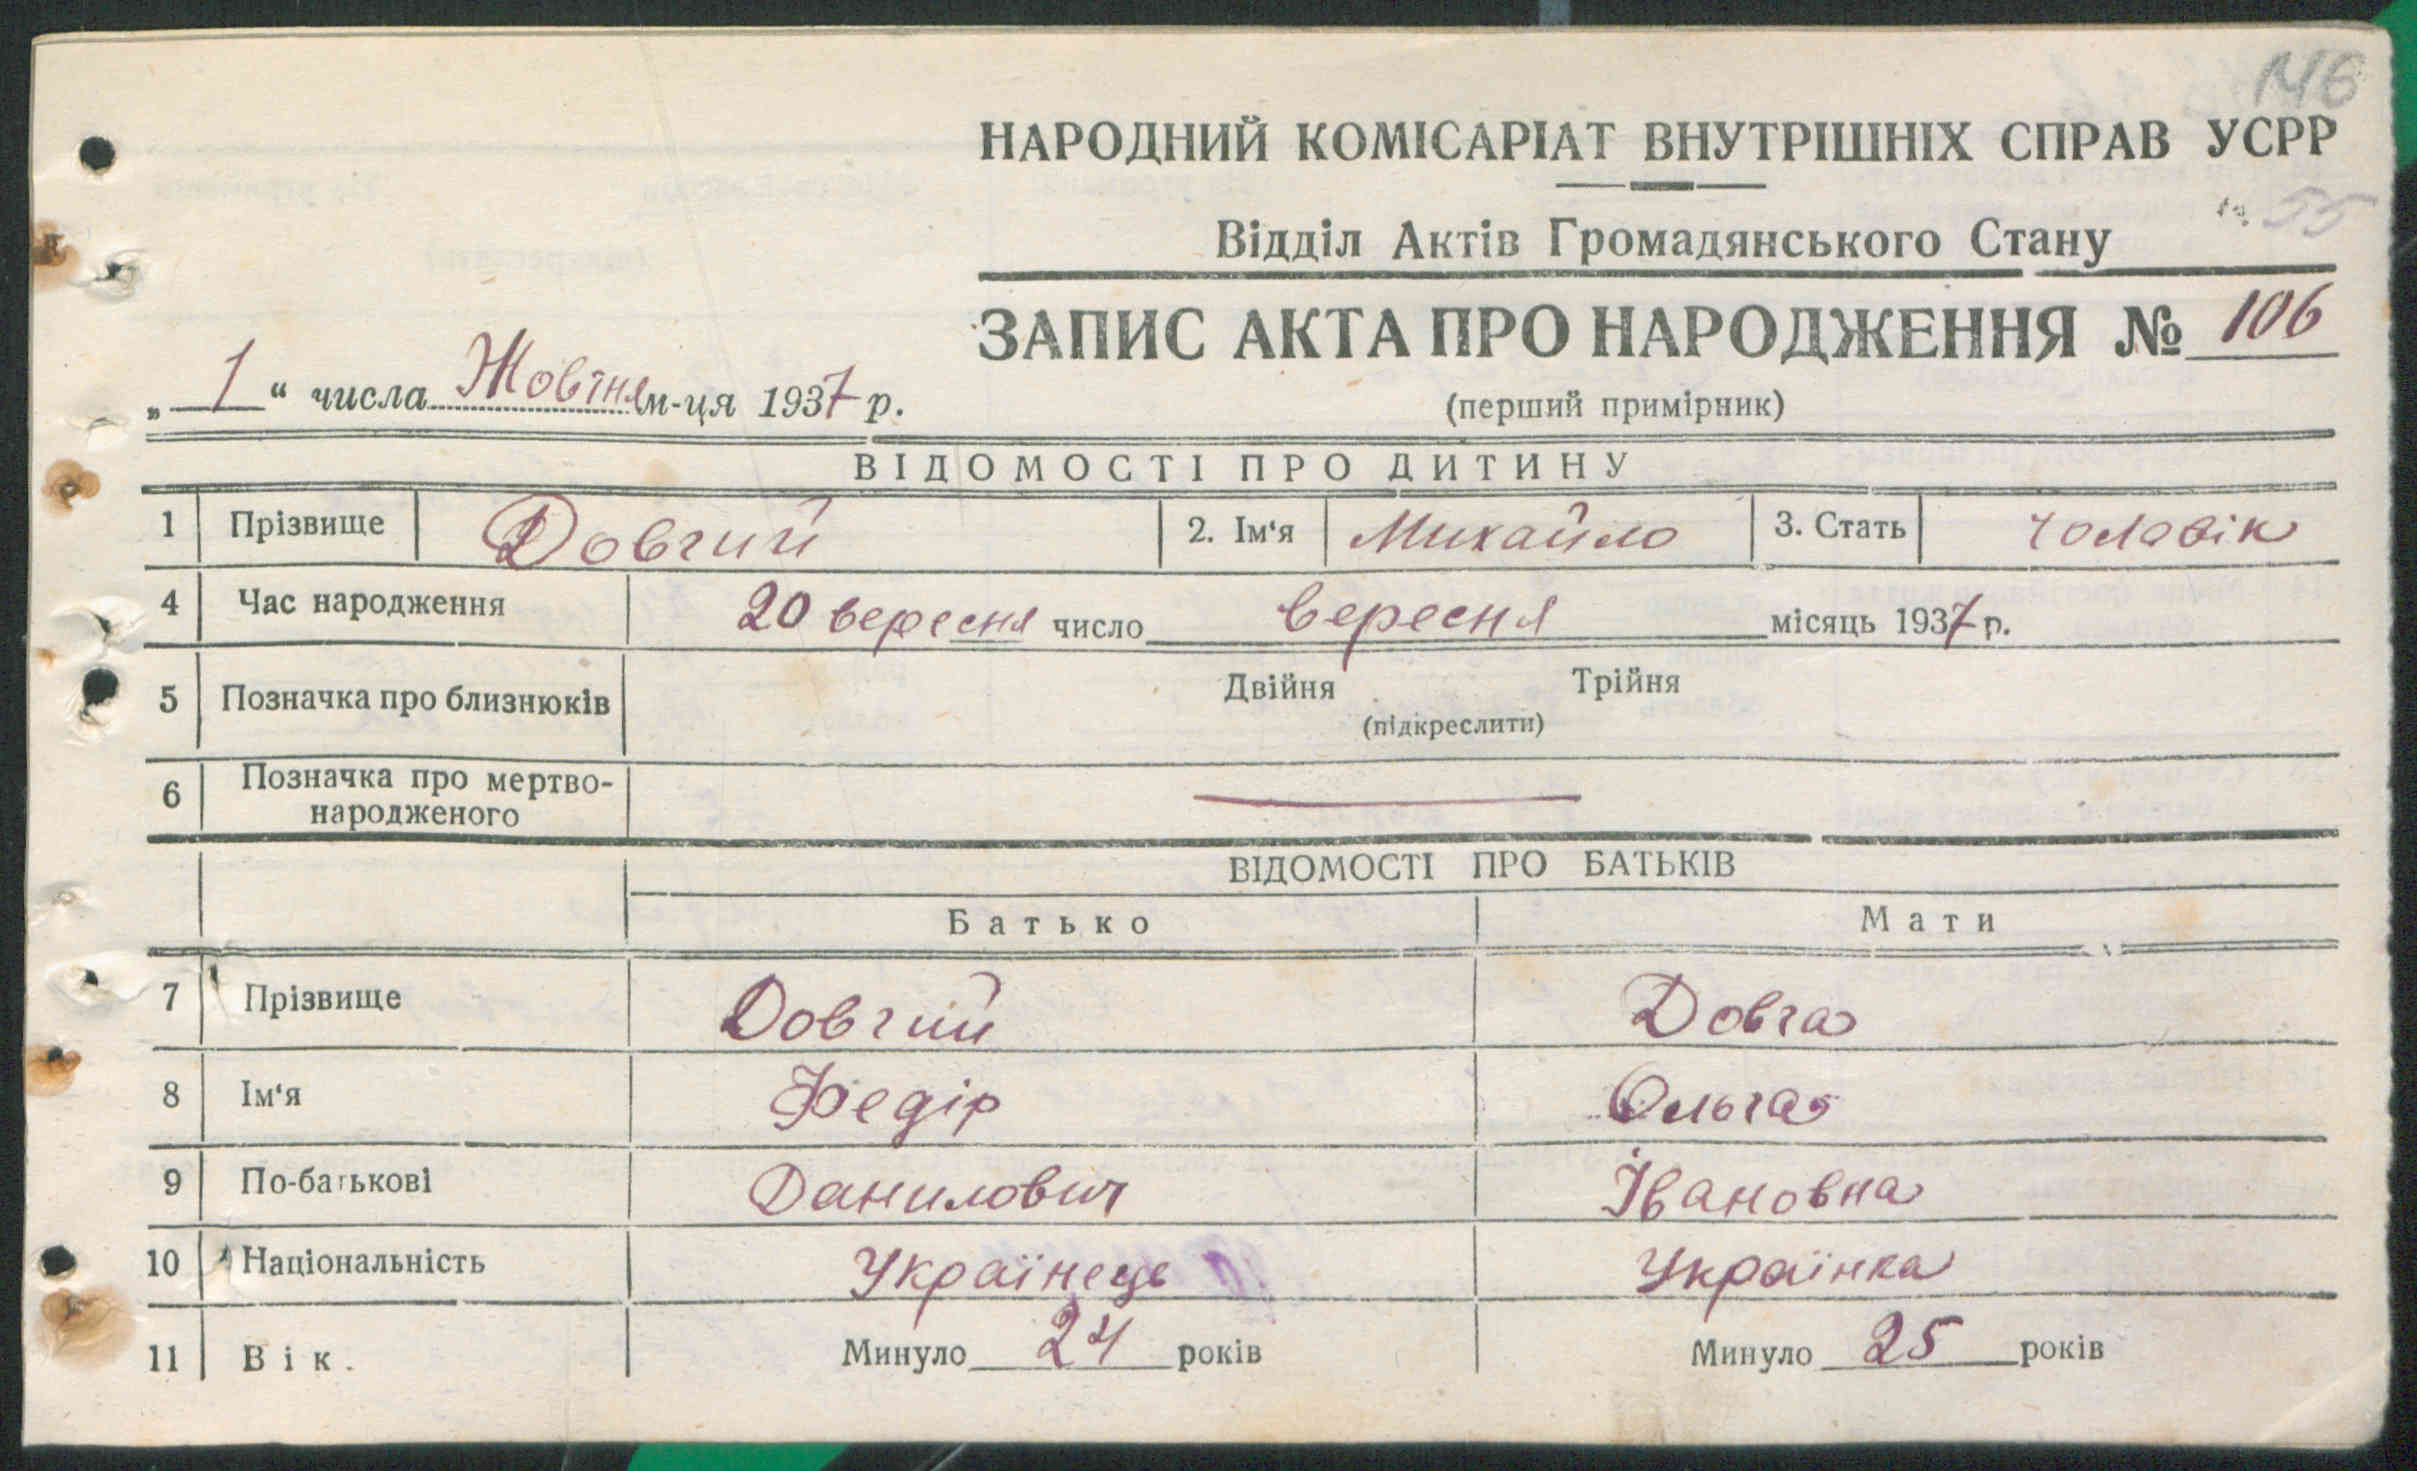 146
НАРОДНИЙ КОМІСАРІАТ ВНУТРІШНІХ СПРАВ УСРР
55
Відділ Актів Громадянського Стану
ЗАПИС АКТА ПРО НАРОДЖЕННЯ № 106
„ 1 “ числа Жовтня м-ця 1937 р.
(перший примірник)
ВІДОМОСТІ ПРО ДИТИНУ
1 Прізвище Довгий 2. Ім‘я Михайло 3. Стать чоловік
4 Час народження 20 вересня число вересня місяць 1937 р.
5 Позначка про близнюків Двійня Трійня
(підкреслити)
6 Позначка про мертво-
народженого
ВІДОМОСТІ ПРО БАТЬКІВ
Батько Мати
7 Прізвище Довгий Довга
8 Ім‘я Федір Ольга
9 По-батькові Данилович Івановна
10 Національність Українець Українка
11 Вік. Минуло 24 років Минуло 25 років